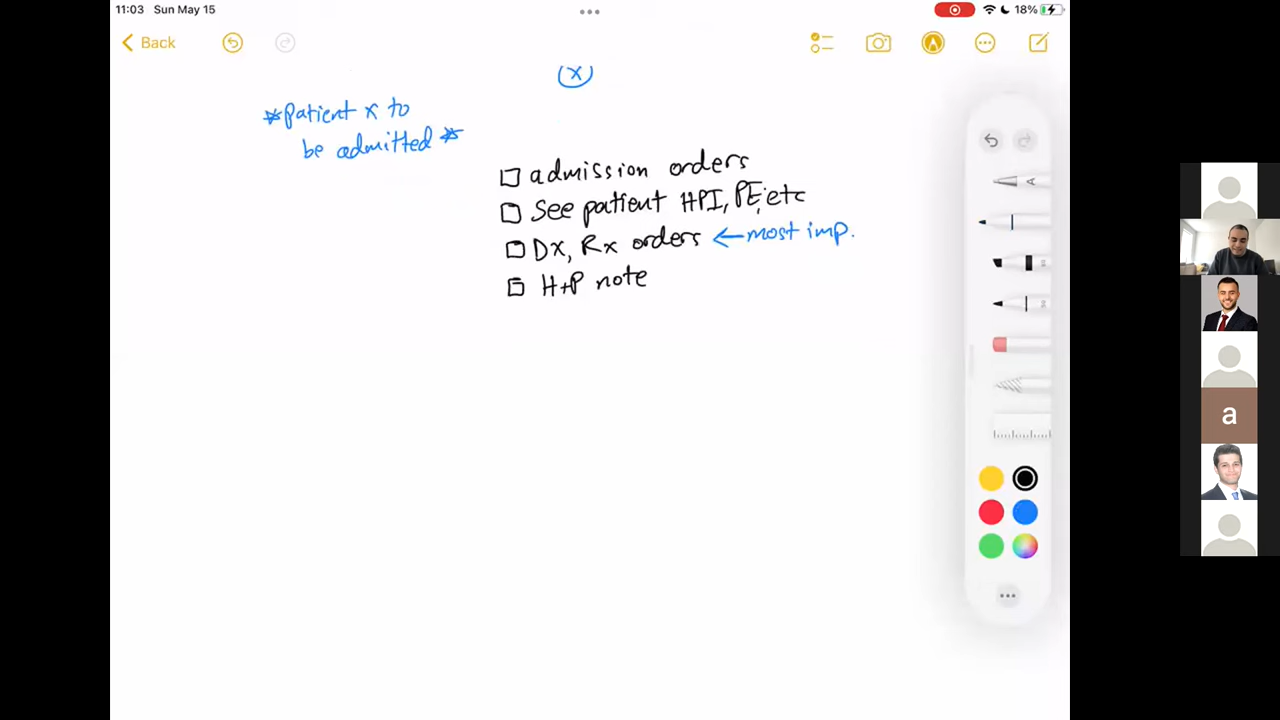 11:03 Sun May 15
18%
Back
(x)
*Patient x to
be admitted*
admission orders
See patient HPI, PE, etc
Dx, Rx orders ← most imp.
H+P note
A
a